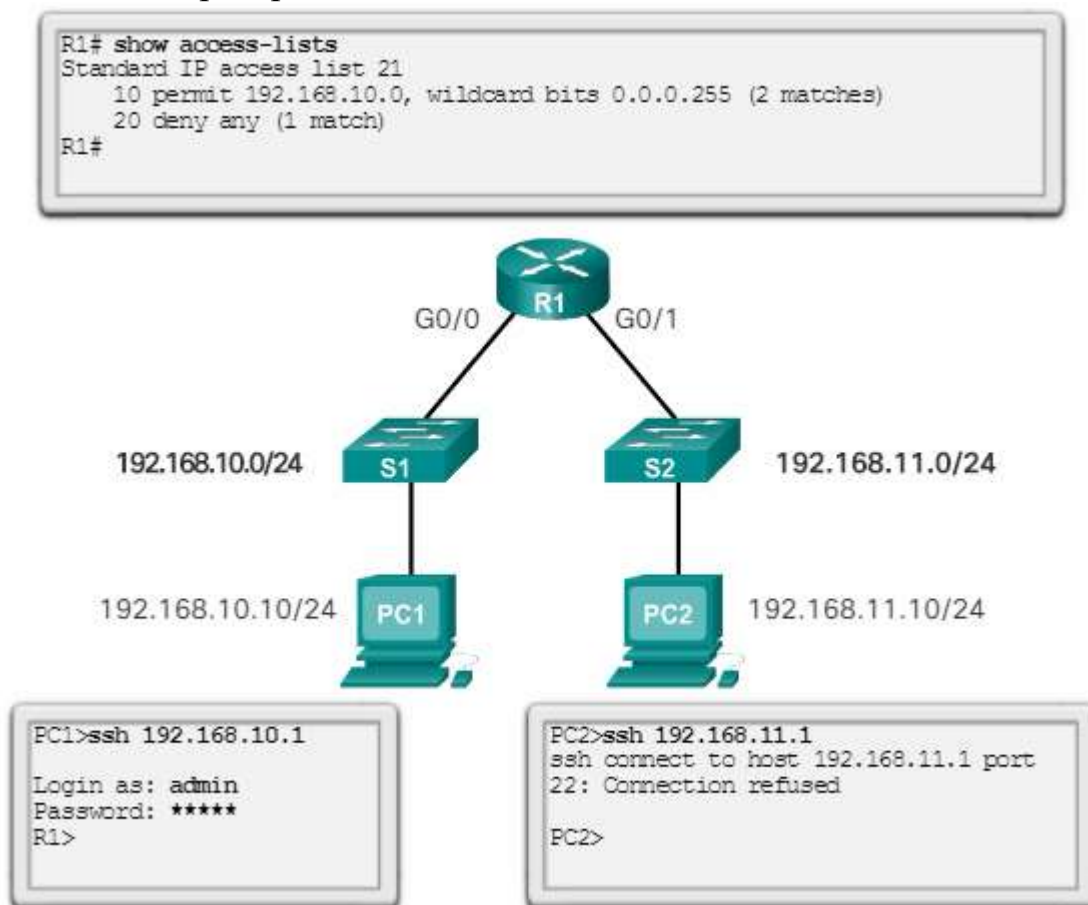 R1# show access-lists
Standard IP access list 21
10 permit 192.168.10.0, wildcard bits 0.0.0.255 (2 matches)
20 deny any (1 match)
R1#
R1
G0/0
G0/1
192.168.10.0/24
S1
S2
192.168.11.0/24
192.168.10.10/24
PC1
PC2
192.168.11.10/24
PC1>ssh 192.168.10.1
Login as: admin
Password: *****
R1>
PC2>ssh 192.168.11.1
ssh connect to host 192.168.11.1 port
22: Connection refused
PC2>